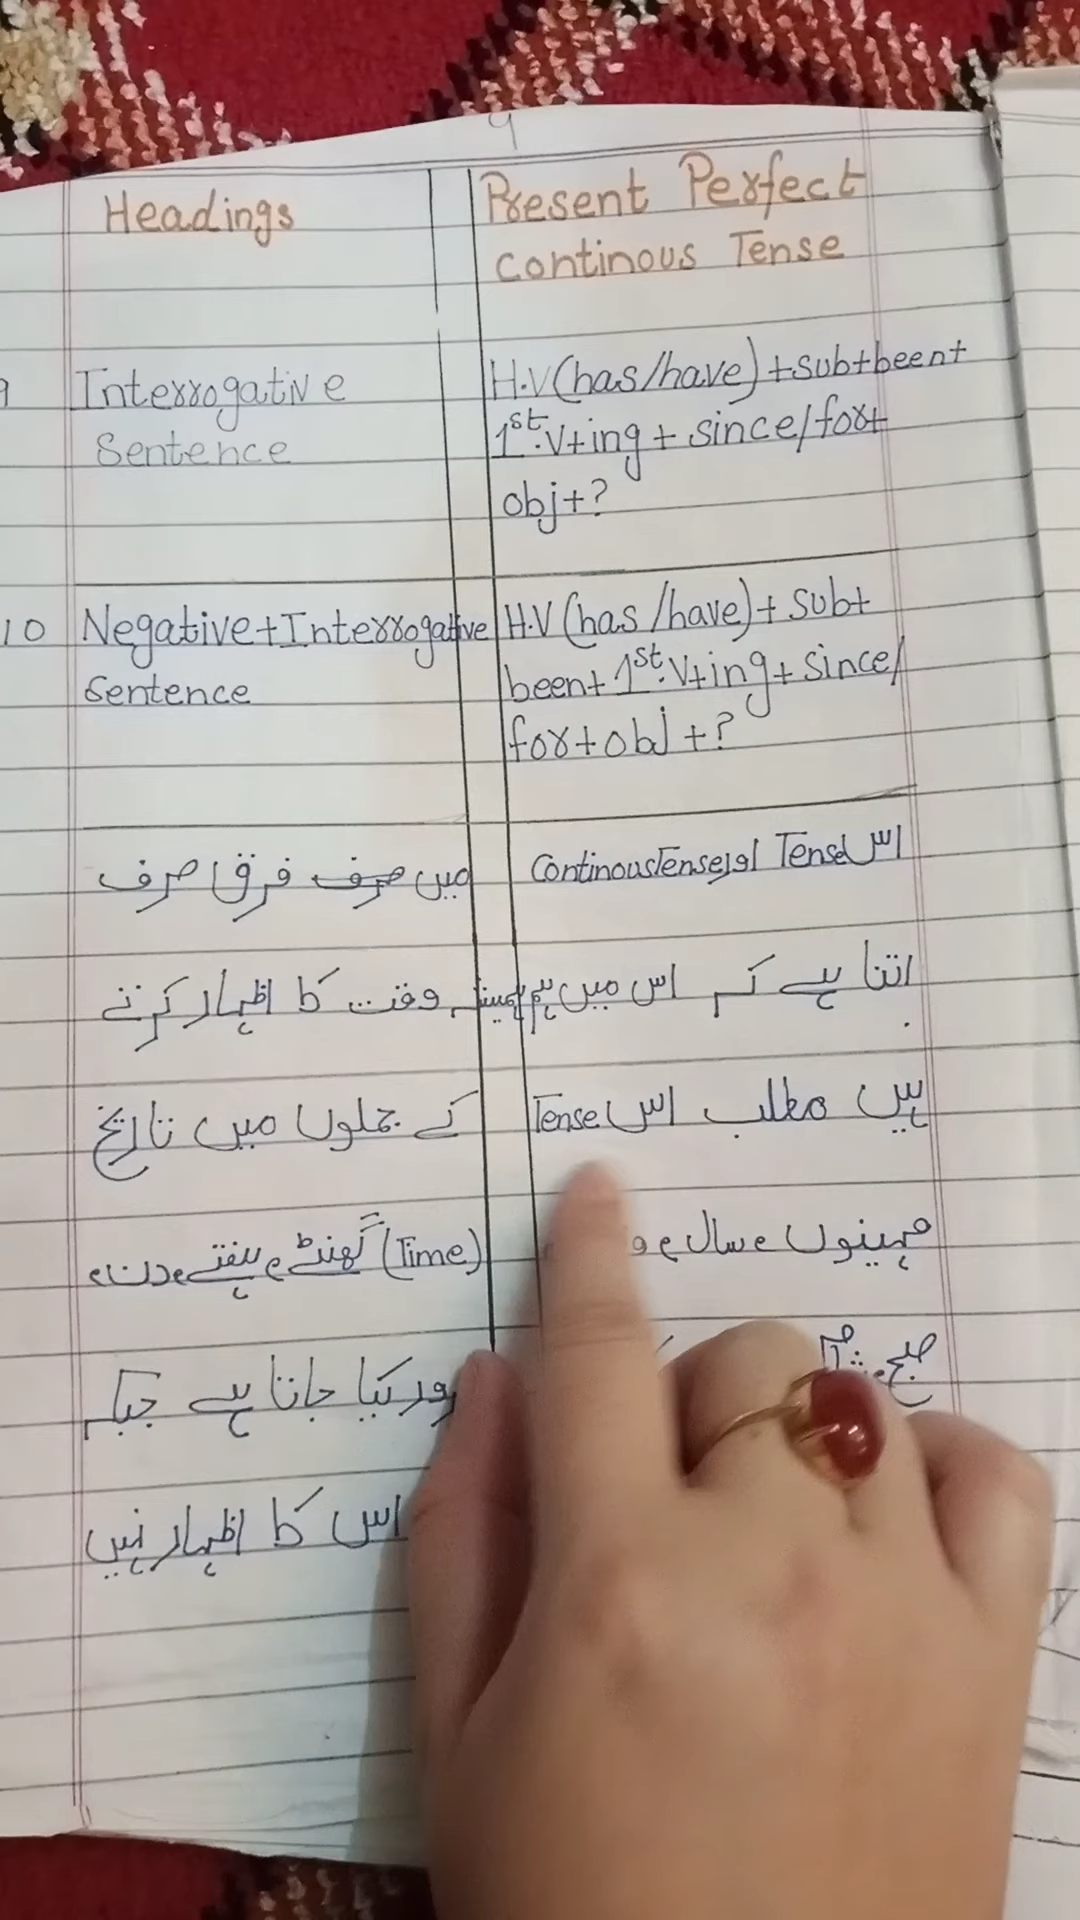 Headings
Present Perfect
Continous Tense
9
Interrogative
Sentence
H.V(has/have)+sub+been+
1st.V+ing + since/for+
obj+?
10
Negative+Interrogative
Sentence
H.V (has/have)+ Sub+
been+ 1st.V+ing+ since/
for+obj +?
اس Tense اور Continous Tense میں صرف فرق صرف
اتنا ہے کہ اس میں ہم ہمیشہ وقت کا اظہار کرتے
ہیں مطلب اس Tense کے جملوں میں تاریخ
مہینوں، سال، و (Time) گھنٹے، ہفتے، دن،
صبح، کیا جاتا ہے جبکہ
اس کا اظہار نہیں